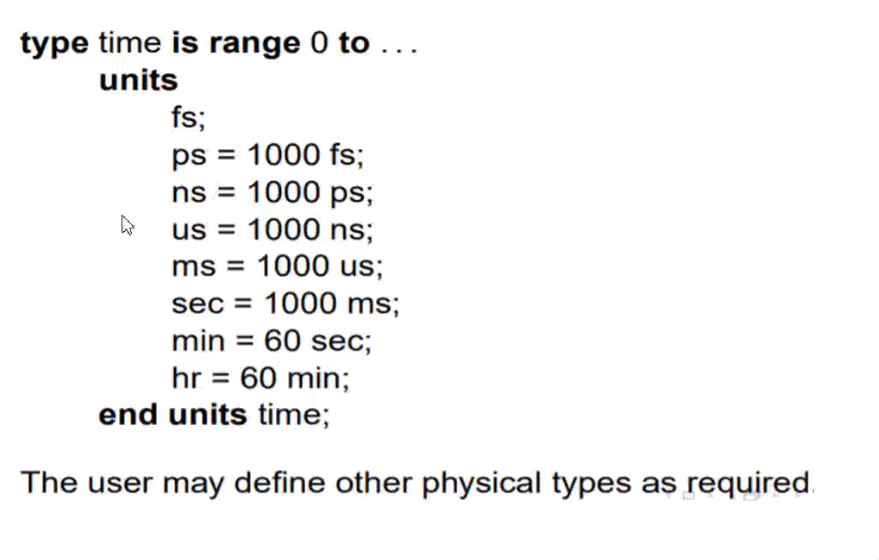 type time is range 0 to ...
units
fs;
ps = 1000 fs;
ns = 1000 ps;
us = 1000 ns;
ms = 1000 us;
sec = 1000 ms;
min = 60 sec;
hr = 60 min;
end units time;
The user may define other physical types as required.